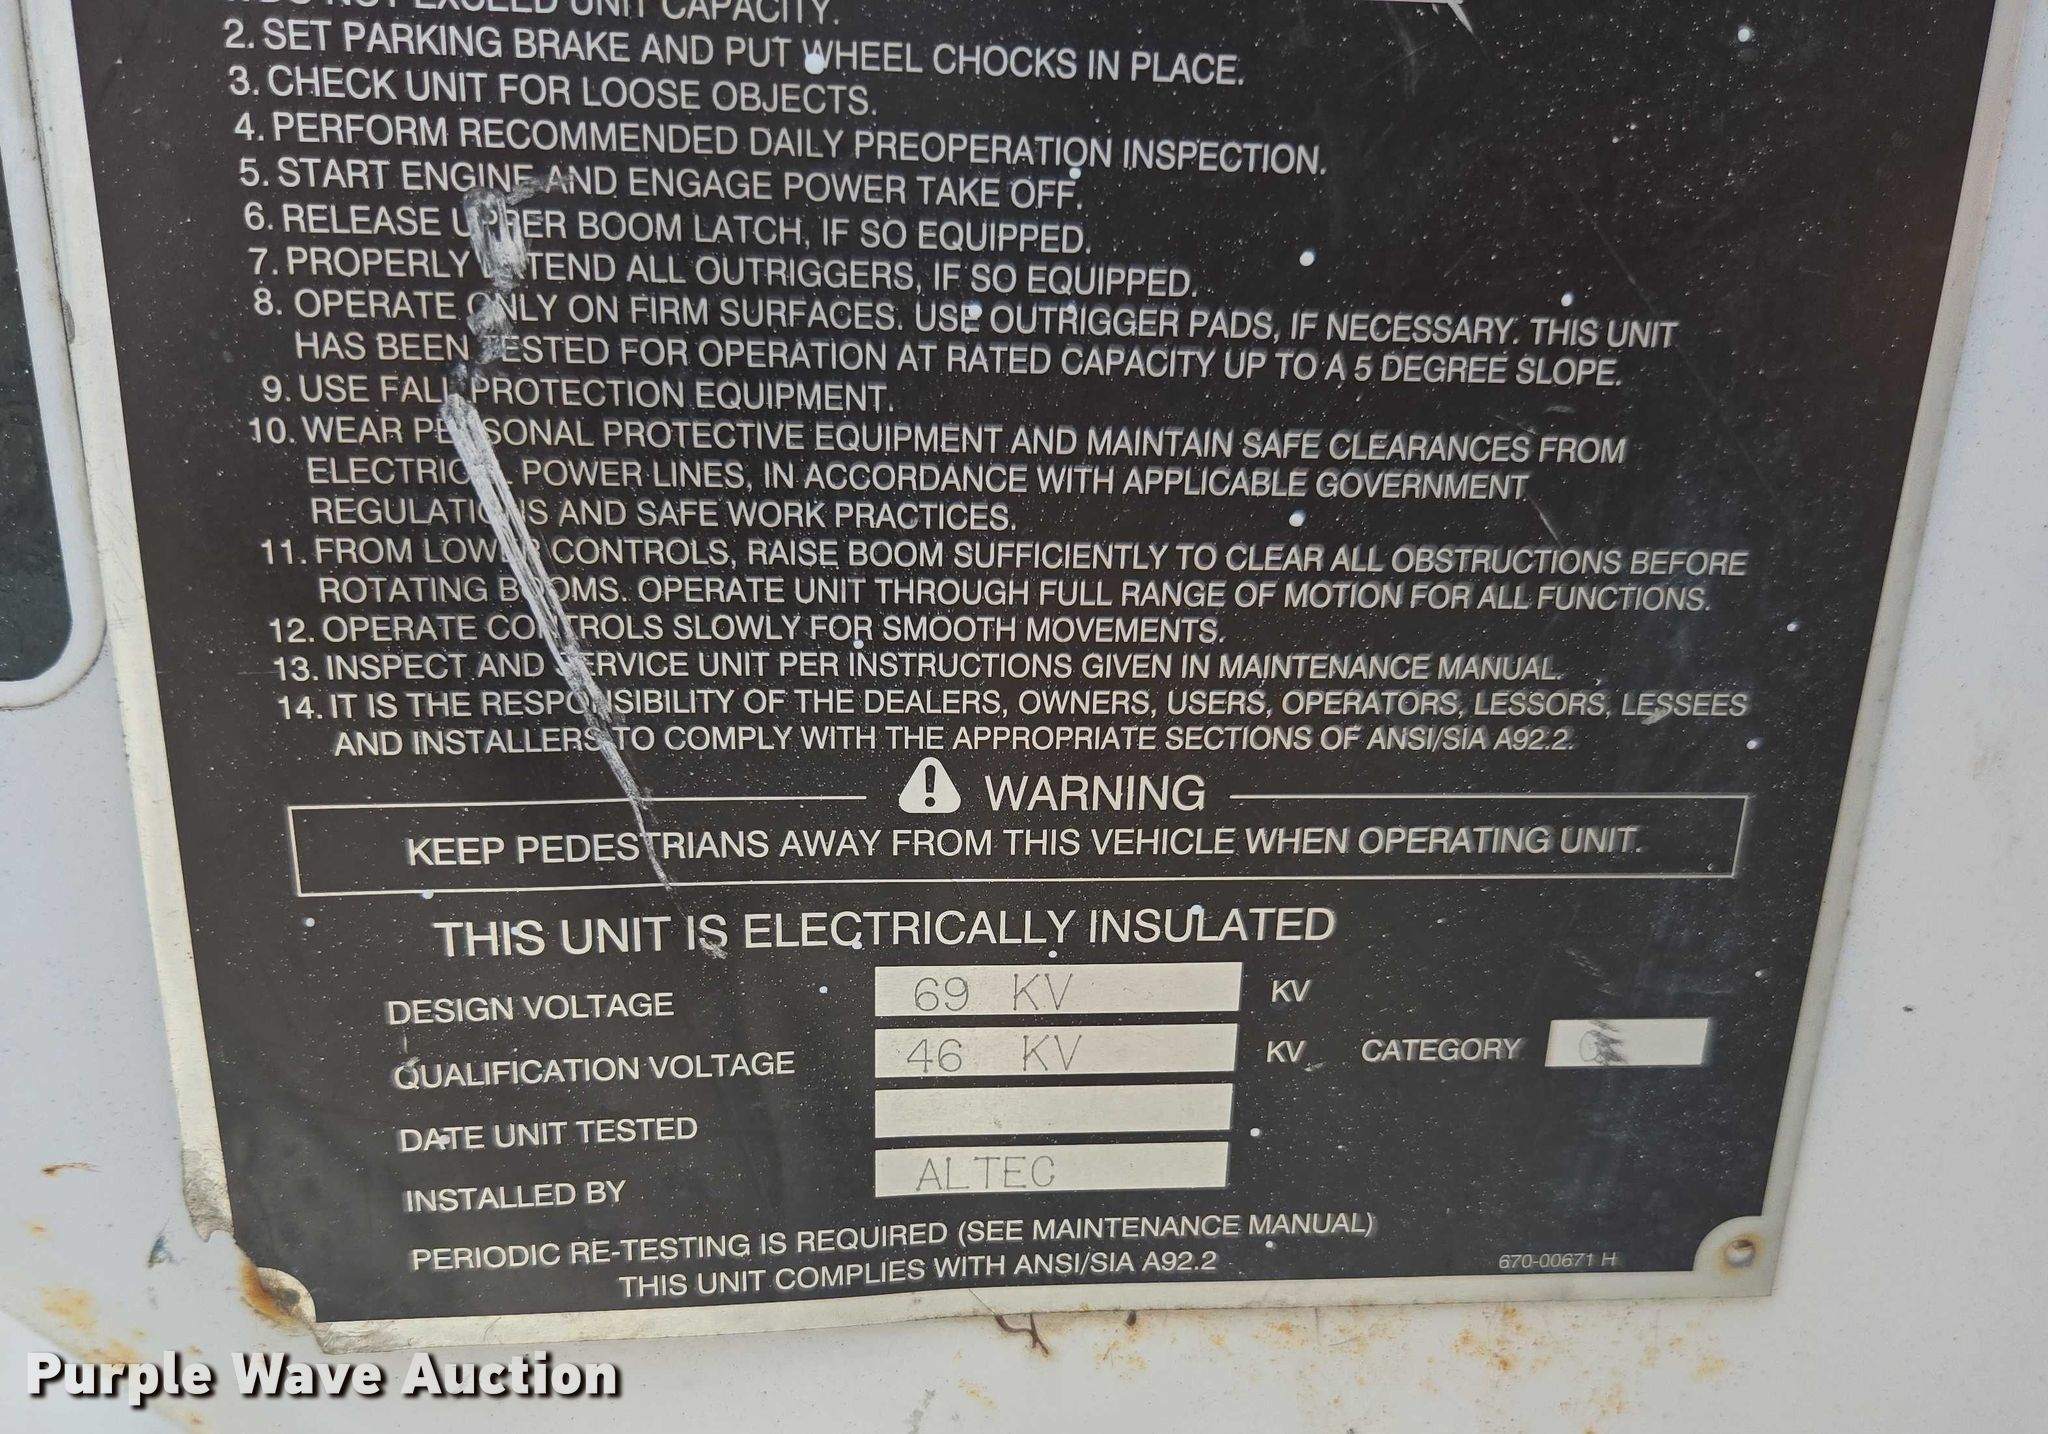 DO NOT EXCEED UNIT CAPACITY.
2. SET PARKING BRAKE AND PUT WHEEL CHOCKS IN PLACE.
3. CHECK UNIT FOR LOOSE OBJECTS.
4. PERFORM RECOMMENDED DAILY PREOPERATION INSPECTION.
5. START ENGINE AND ENGAGE POWER TAKE OFF.
6. RELEASE UPPER BOOM LATCH, IF SO EQUIPPED.
7. PROPERLY EXTEND ALL OUTRIGGERS, IF SO EQUIPPED.
8. OPERATE ONLY ON FIRM SURFACES. USE OUTRIGGER PADS, IF NECESSARY. THIS UNIT
HAS BEEN TESTED FOR OPERATION AT RATED CAPACITY UP TO A 5 DEGREE SLOPE.
9. USE FALL PROTECTION EQUIPMENT.
10. WEAR PERSONAL PROTECTIVE EQUIPMENT AND MAINTAIN SAFE CLEARANCES FROM
ELECTRICAL POWER LINES, IN ACCORDANCE WITH APPLICABLE GOVERNMENT
REGULATIONS AND SAFE WORK PRACTICES.
11. FROM LOWER CONTROLS, RAISE BOOM SUFFICIENTLY TO CLEAR ALL OBSTRUCTIONS BEFORE
ROTATING BOOMS. OPERATE UNIT THROUGH FULL RANGE OF MOTION FOR ALL FUNCTIONS.
12. OPERATE CONTROLS SLOWLY FOR SMOOTH MOVEMENTS.
13. INSPECT AND SERVICE UNIT PER INSTRUCTIONS GIVEN IN MAINTENANCE MANUAL.
14. IT IS THE RESPONSIBILITY OF THE DEALERS, OWNERS, USERS, OPERATORS, LESSORS, LESSEES
AND INSTALLERS TO COMPLY WITH THE APPROPRIATE SECTIONS OF ANSI/SIA A92.2.
WARNING
KEEP PEDESTRIANS AWAY FROM THIS VEHICLE WHEN OPERATING UNIT.
THIS UNIT IS ELECTRICALLY INSULATED
DESIGN VOLTAGE 69 KV KV
QUALIFICATION VOLTAGE 46 KV KV CATEGORY
DATE UNIT TESTED
INSTALLED BY ALTEC
PERIODIC RE-TESTING IS REQUIRED (SEE MAINTENANCE MANUAL)
THIS UNIT COMPLIES WITH ANSI/SIA A92.2
670-00671 H
Purple Wave Auction